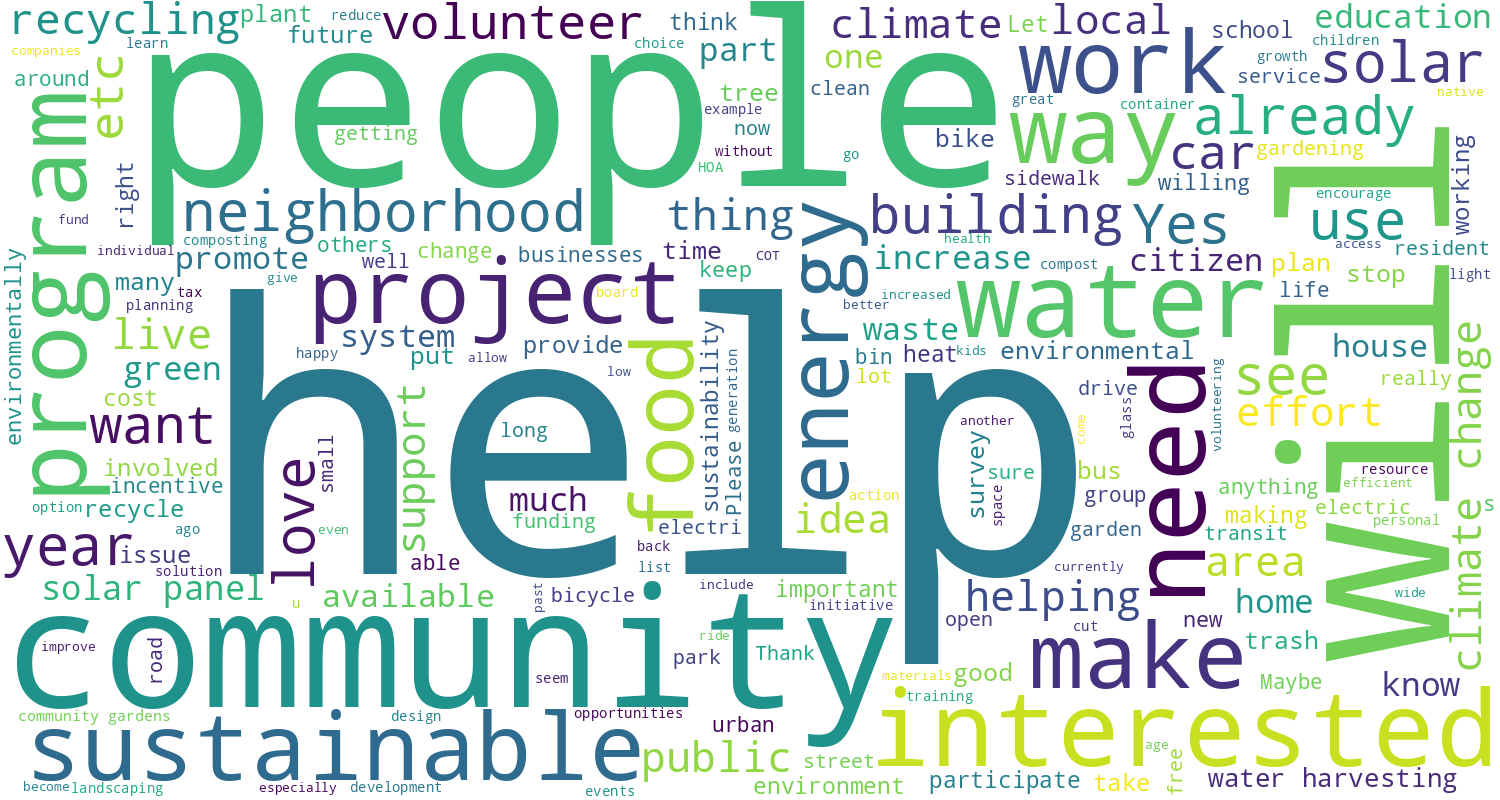 recycling
plant
reduce
volunteer
think
climate
Let
local
education
companies
learn
future
choice
part
one
work
school
children
around
etc
people
tree
clean
way
service
growth
solar
getting
example
now
without
HOA
go
bike
great
container
already
native
program
right
fund
neighborhood
thing
building
car
gardening
sidewalk
willing
Yes
encourage
use
working
individual
composting
others
change
businesses
time
COT
health
increase
compost
citizen
plan
access
resident
environmentally
many
promote
well
give
tax
planning
project
keep
board
energy
better
increased
water
life
stop
light
live
system
put
provide
waste
bin
heat
kids
environmental
house
green
happy
allow
low
food
sustainability
generation
lot
drive
see
really
cost
want
help
support
Please
need
glass
volunteering
effort
Will
climate change
long
another
come
involved
incentive
small
love
much
funding
action
idea
survey
sure
space
bus
group
anything
resource
efficient
option
recycle
ago
even
electri
garden
making
electric
personal
s
year
issue
solution
able
back
list
transit
area
solar panel
u
available
past
bicycle
include
important
initiative
currently
helping
open
cut
new
home
wide
community
improve
road
ride
park
Thank
seem
make
trash
good
Maybe
know
materials
training
community gardens
design
opportunities
urban
interested
sustainable
public
street
age
free
become
landscaping
especially
development
events
environment
participate
take
water harvesting